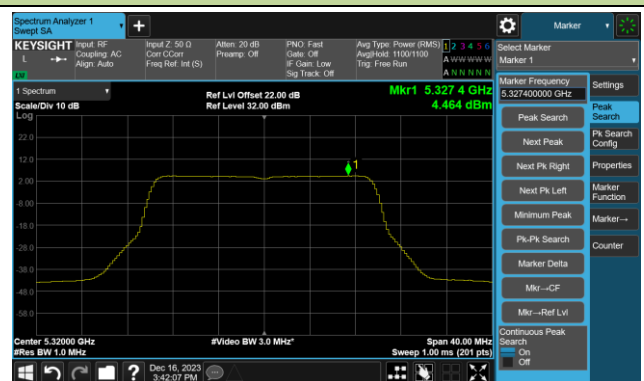 Spectrum Analyzer 1
Swept SA
KEYSIGHT
L
LV
Input: RF
Coupling: AC
Align: Auto
Input Z: 50 Ω
Corr CCorr
Freq Ref: Int (S)
Atten: 20 dB
Preamp: Off
PNO: Fast
Gate: Off
IF Gain: Low
Sig Track: Off
Avg Type: Power (RMS)
Avg|Hold: 1100/1100
Trig: Free Run
1 2 3 4 5 6
A W W W W W
A N N N N N
1 Spectrum
Scale/Div 10 dB
Log
Ref Lvl Offset 22.00 dB
Ref Level 32.00 dBm
Mkr1 5.327 4 GHz
4.464 dBm
22.0
12.0
2.00
-8.00
-18.0
-28.0
-38.0
-48.0
-58.0
1
Center 5.32000 GHz
#Res BW 1.0 MHz
#Video BW 3.0 MHz*
Span 40.00 MHz
Sweep 1.00 ms (201 pts)
Dec 16, 2023
3:42:07 PM
Marker
Select Marker
Marker 1
Marker Frequency
5.327400000 GHz
Peak Search
Next Peak
Next Pk Right
Next Pk Left
Minimum Peak
Pk-Pk Search
Marker Delta
Mkr→CF
Mkr→Ref Lvl
Continuous Peak
Search
On
Off
Settings
Peak
Search
Pk Search
Config
Properties
Marker
Function
Marker→
Counter